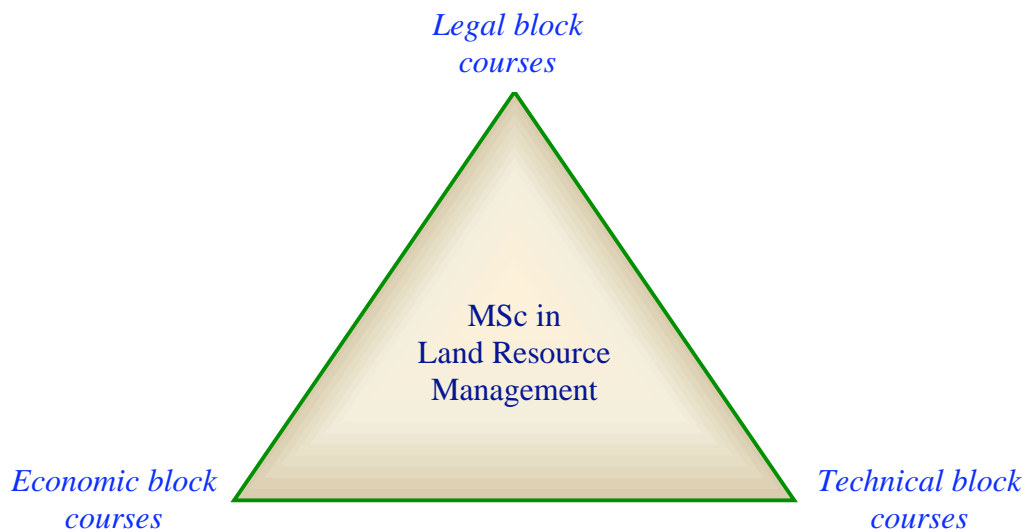 Legal block
courses
MSc in
Land Resource
Management
Economic block
courses
Technical block
courses